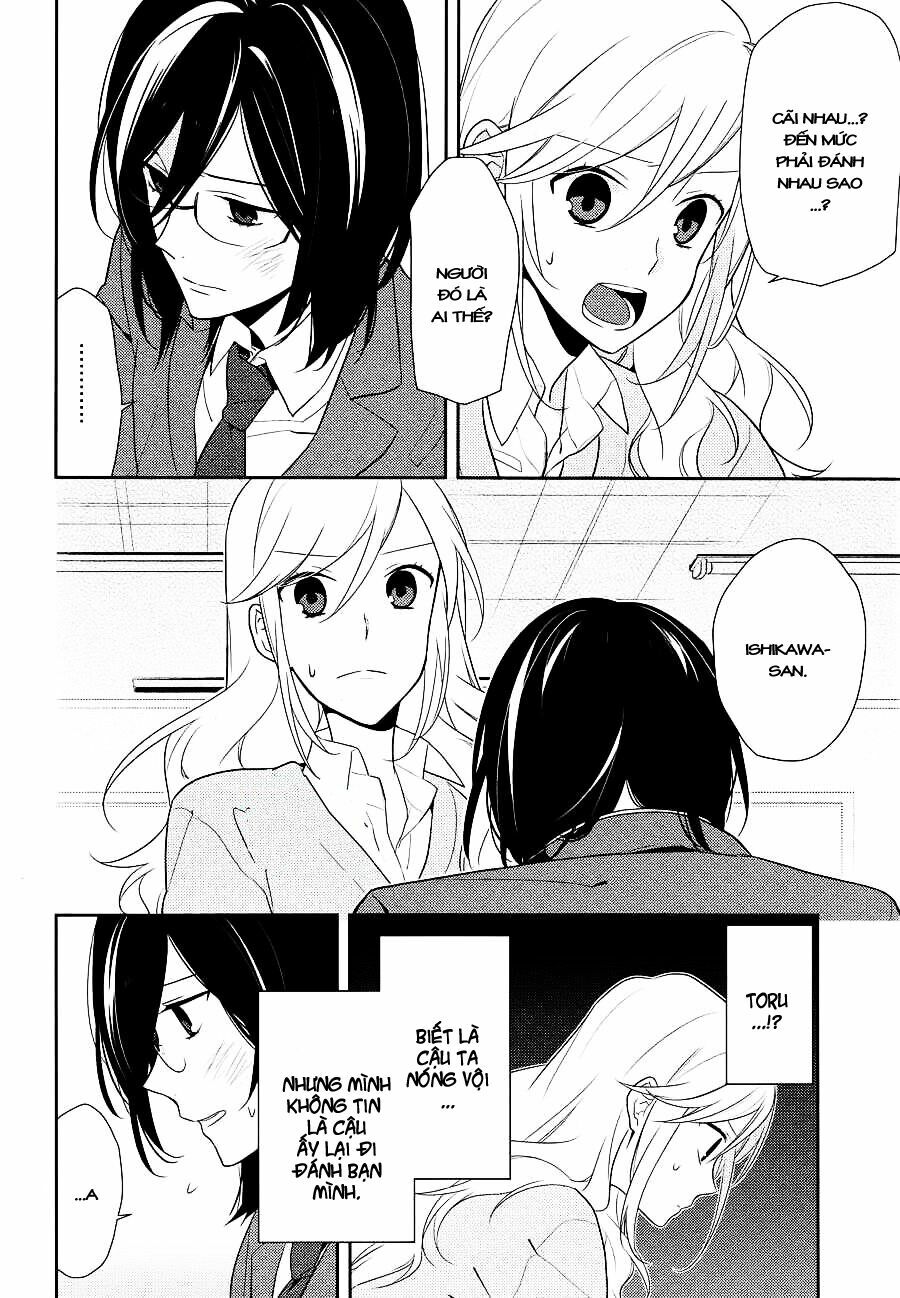 CÃI NHAU...?
ĐẾN MỨC
PHẢI ĐÁNH
NHAU SAO
...?
NGƯỜI
ĐÓ LÀ
AI THẾ?
..........
ISHIKAWA-
SAN.
TORU
...!?
BIẾT LÀ
CẬU TA
NÓNG VỘI
...
NHƯNG MÌNH
KHÔNG TIN
LÀ CẬU
ẤY LẠI ĐI
ĐÁNH BẠN
MÌNH.
...A